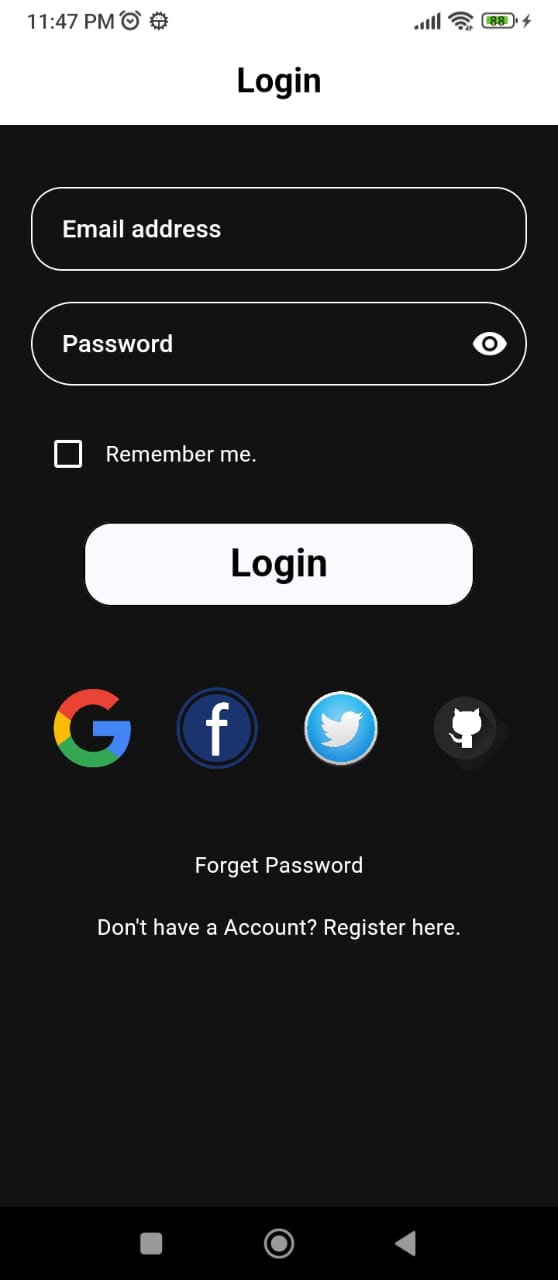 11:47 PM
88
Login
Email address
Password
Remember me.
Login
Forget Password
Don't have a Account? Register here.